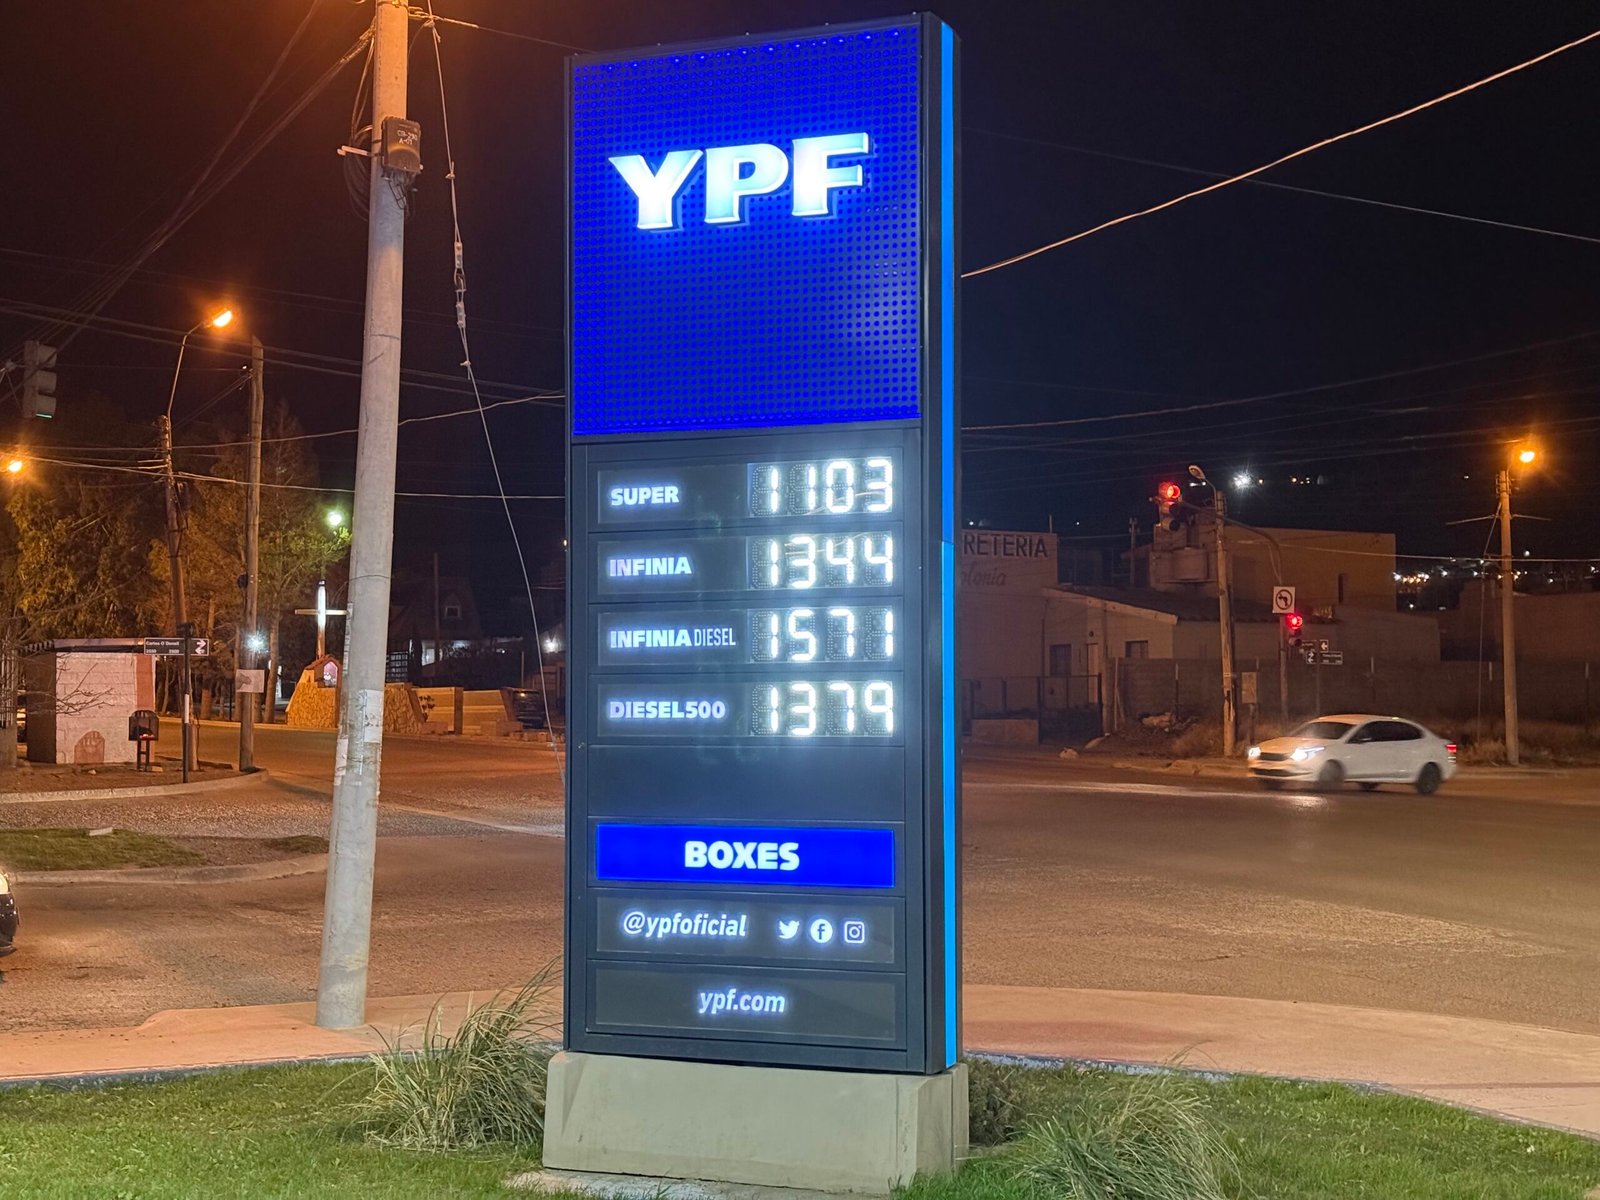 YPF
SUPER 1103
INFINIA 1344
INFINIA DIESEL 1571
DIESEL500 1379
BOXES
@ypfoficial
ypf.com
RETERIA